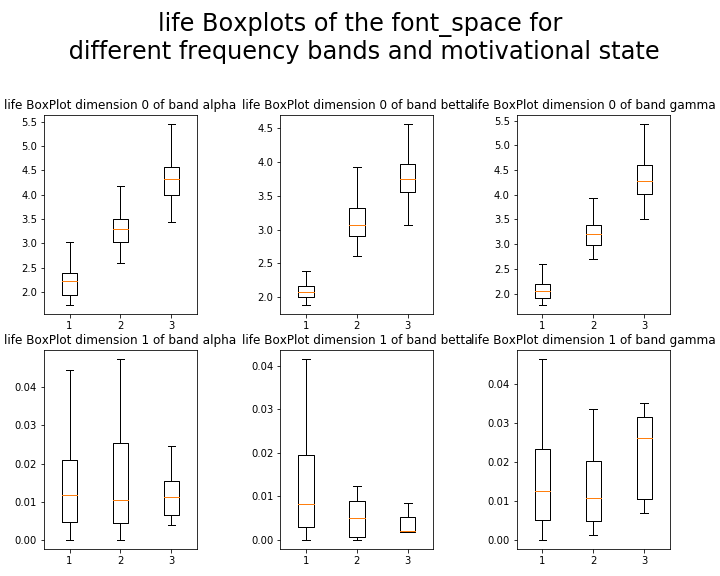 life Boxplots of the font_space for
different frequency bands and motivational state
life BoxPlot dimension 0 of band alpha
life BoxPlot dimension 0 of band betta
life BoxPlot dimension 0 of band gamma
5.5
5.0
4.5
4.0
3.5
3.0
2.5
2.0
1 2 3
4.5
4.0
3.5
3.0
2.5
2.0
1 2 3
5.5
5.0
4.5
4.0
3.5
3.0
2.5
2.0
1 2 3
life BoxPlot dimension 1 of band alpha
life BoxPlot dimension 1 of band betta
life BoxPlot dimension 1 of band gamma
0.04
0.03
0.02
0.01
0.00
1 2 3
0.04
0.03
0.02
0.01
0.00
1 2 3
0.04
0.03
0.02
0.01
0.00
1 2 3